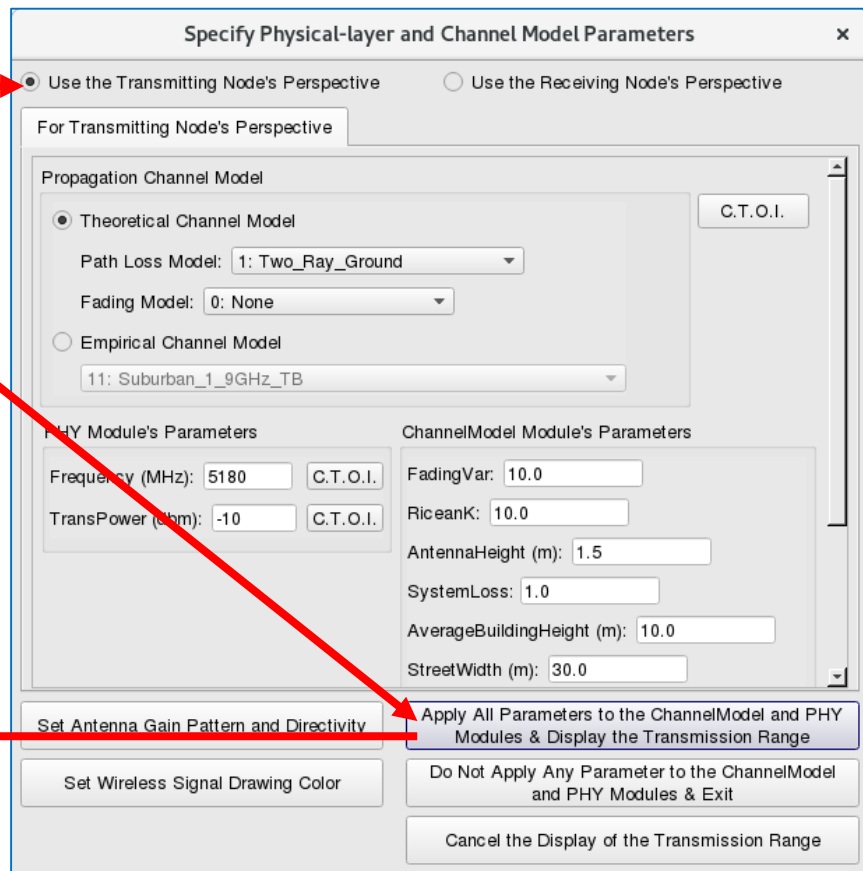 Specify Physical-layer and Channel Model Parameters
Use the Transmitting Node's Perspective
Use the Receiving Node's Perspective
For Transmitting Node's Perspective
Propagation Channel Model
C.T.O.I.
Theoretical Channel Model
Path Loss Model: 1: Two_Ray_Ground
Fading Model: 0: None
Empirical Channel Model
11: Suburban_1_9GHz_TB
PHY Module's Parameters
Frequency (MHz): 5180 C.T.O.I.
TransPower (dbm): -10 C.T.O.I.
ChannelModel Module's Parameters
FadingVar: 10.0
RiceanK: 10.0
AntennaHeight (m): 1.5
SystemLoss: 1.0
AverageBuildingHeight (m): 10.0
StreetWidth (m): 30.0
Set Antenna Gain Pattern and Directivity
Apply All Parameters to the ChannelModel and PHY
Modules & Display the Transmission Range
Set Wireless Signal Drawing Color
Do Not Apply Any Parameter to the ChannelModel
and PHY Modules & Exit
Cancel the Display of the Transmission Range